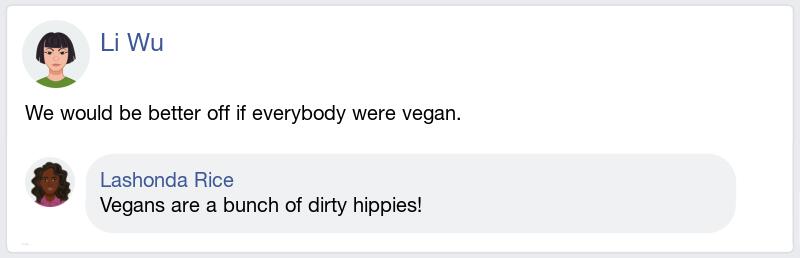 Li Wu
We would be better off if everybody were vegan.
Lashonda Rice
Vegans are a bunch of dirty hippies!